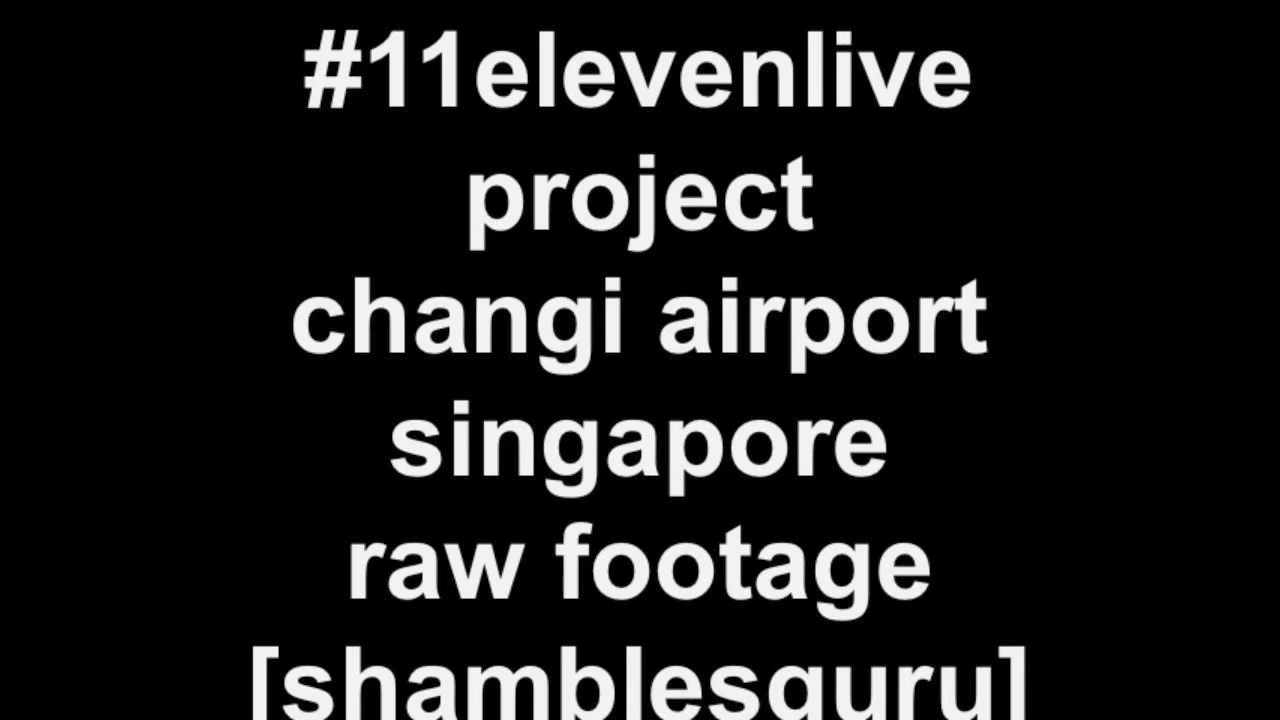 #11elevenlive
project
changi airport
singapore
raw footage
[shamblesguru]